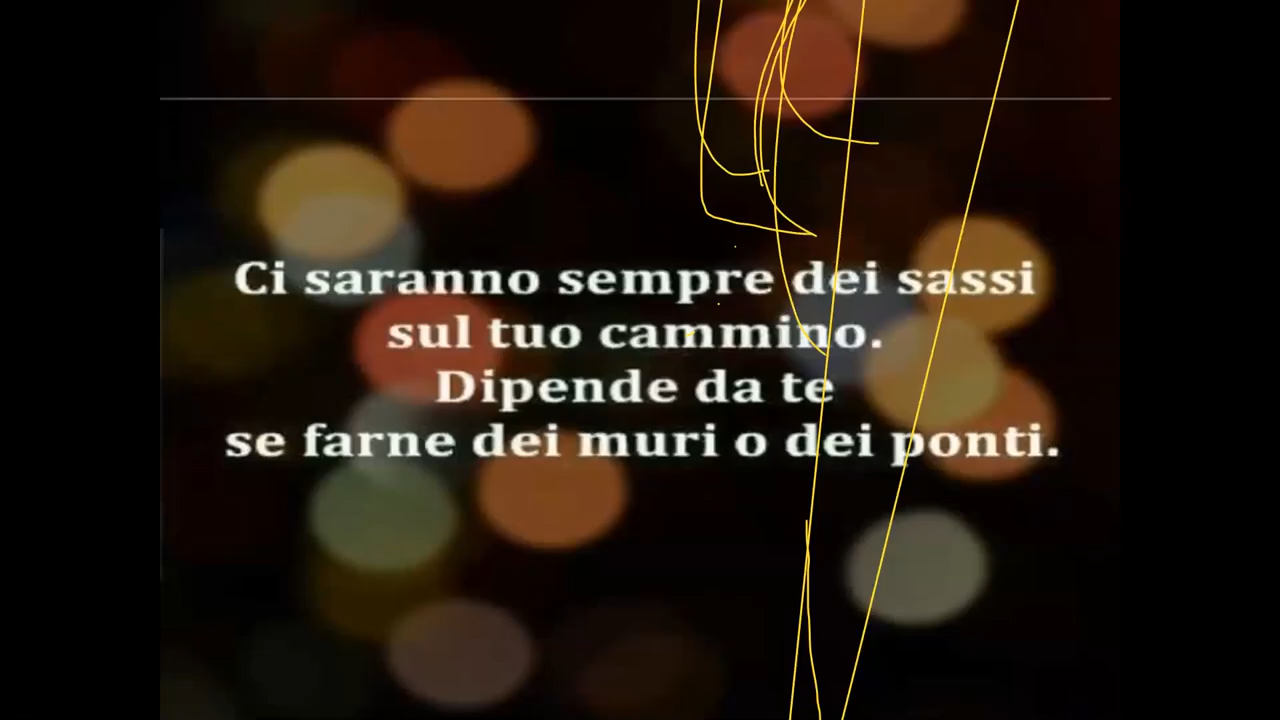 Ci saranno sempre dei sassi
sul tuo cammino.
Dipende da te
se farne dei muri o dei ponti.